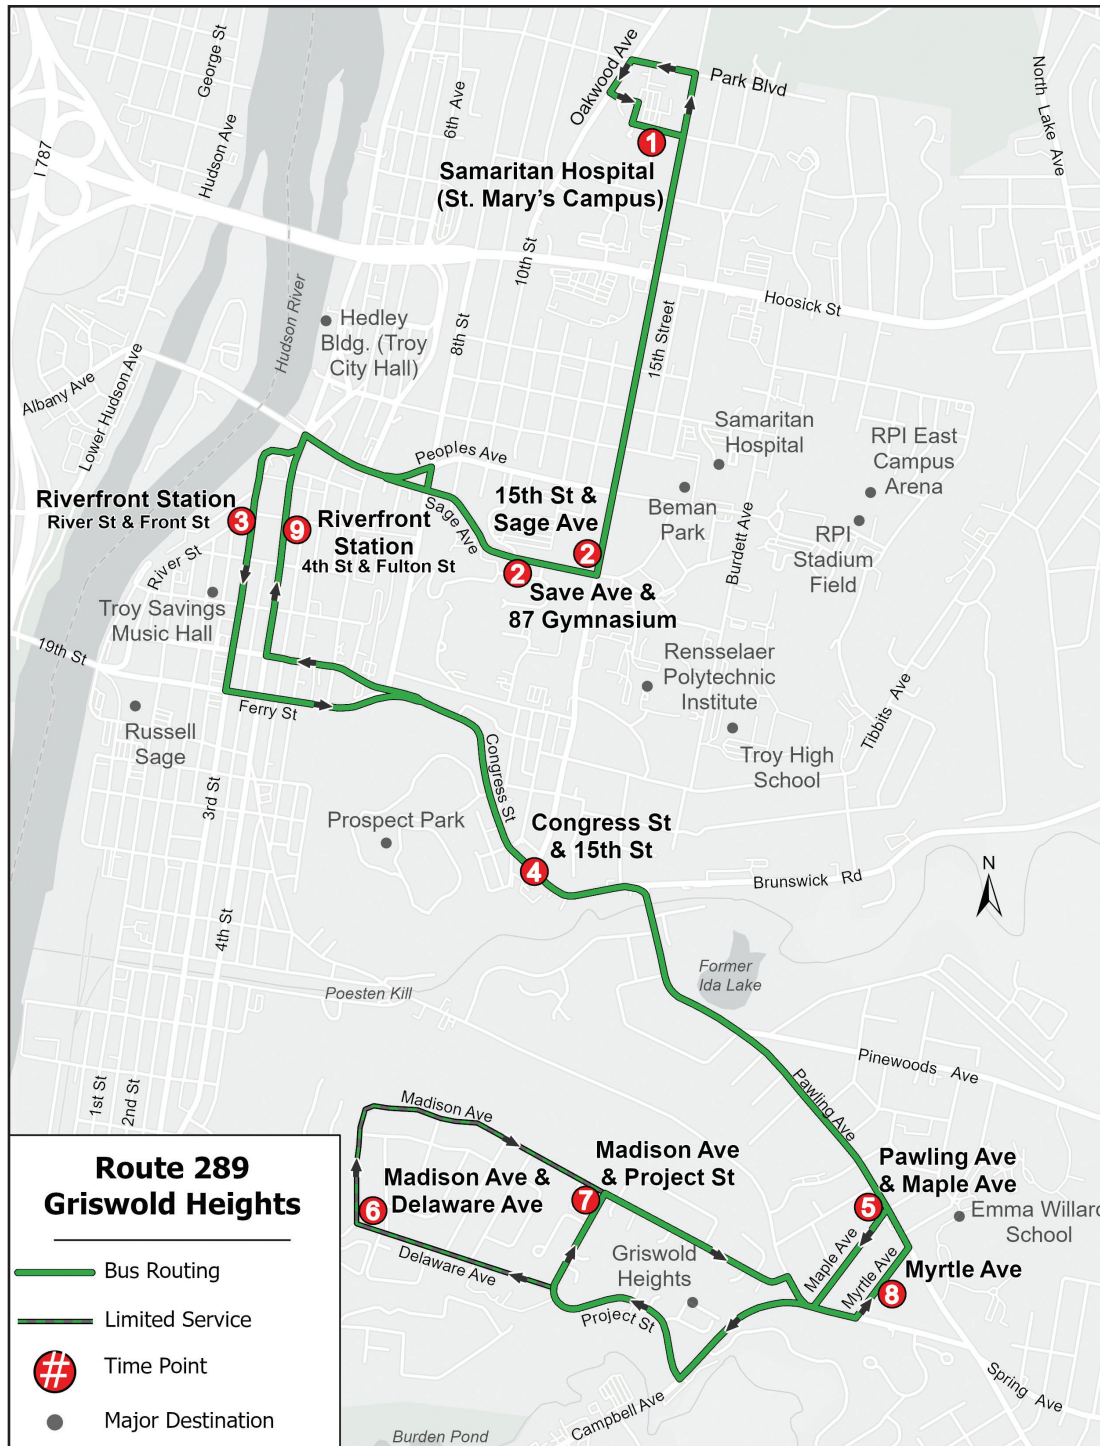 George St
Oakwood Ave
Park Blvd
North Lake Ave
6th Ave
I 787
Hudson Ave
1
Samaritan Hospital
(St. Mary's Campus)
10th St
Hoosick St
Hudson River
Hedley
Bldg. (Troy
City Hall)
8th St
15th Street
Albany Ave
Lower Hudson Ave
Samaritan
Hospital
RPI East
Campus
Arena
Peoples Ave
Riverfront Station
River St & Front St
3
9
Riverfront
Station
4th St & Fulton St
Sage Ave
15th St &
Sage Ave
2
2
Save Ave &
87 Gymnasium
Beman
Park
Burdett Ave
RPI
Stadium
Field
River St
Troy Savings
Music Hall
19th St
Ferry St
Russell
Sage
Rensselaer
Polytechnic
Institute
Troy High
School
Tibbits Ave
Congress St
3rd St
Prospect Park
Congress St
& 15th St
4
Brunswick Rd
N
4th St
Former
Ida Lake
Poesten Kill
Pinewoods Ave
1st St
2nd St
Madison Ave
Pawling Ave
Madison Ave
& Project St
7
Madison Ave &
Delaware Ave
6
Pawling Ave
& Maple Ave
5
Emma Willard
School
Delaware Ave
Griswold
Heights
Maple Ave
Myrtle Ave
Myrtle Ave
8
Project St
Campbell Ave
Spring Ave
Burden Pond
Route 289
Griswold Heights
Bus Routing
Limited Service
# Time Point
Major Destination